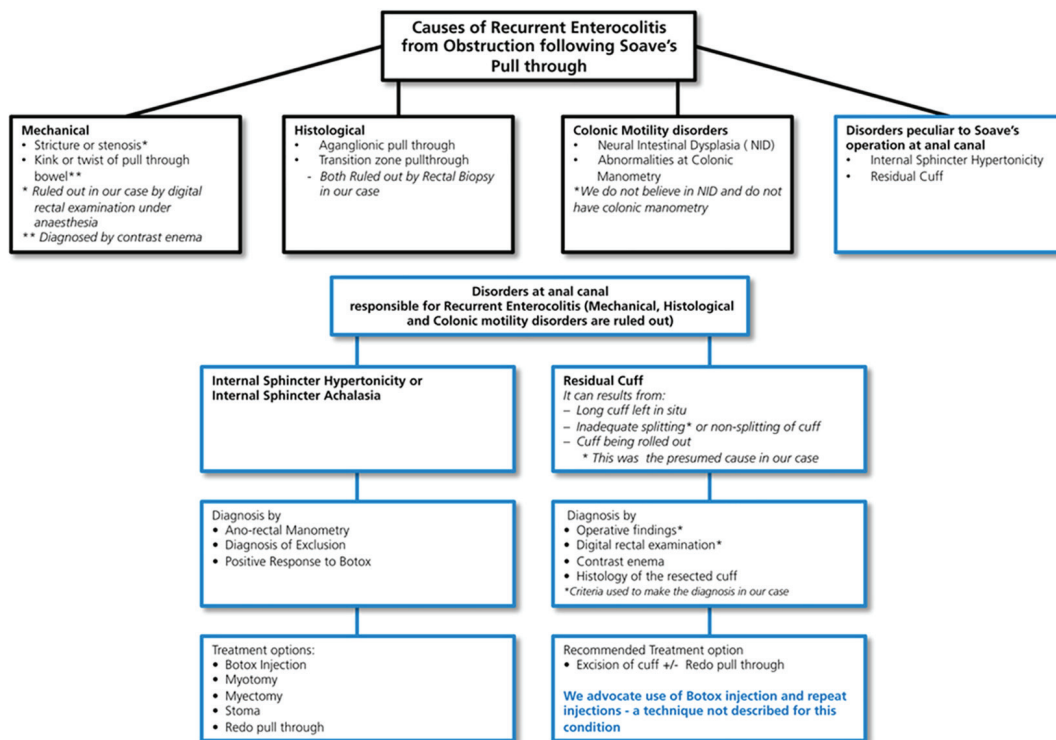 Causes of Recurrent Enterocolitis
from Obstruction following Soave's
Pull through
Mechanical
• Stricture or stenosis*
• Kink or twist of pull through
bowel**
* Ruled out in our case by digital
rectal examination under
anaesthesia
** Diagnosed by contrast enema
Histological
• Aganglionic pull through
• Transition zone pullthrough
- Both Ruled out by Rectal Biopsy
in our case
Colonic Motility disorders
• Neural Intestinal Dysplasia ( NID)
• Abnormalities at Colonic
Manometry
*We do not believe in NID and do not
have colonic manometry
Disorders peculiar to Soave's
operation at anal canal
• Internal Sphincter Hypertonicity
• Residual Cuff
Disorders at anal canal
responsible for Recurrent Enterocolitis (Mechanical, Histological
and Colonic motility disorders are ruled out)
Internal Sphincter Hypertonicity or
Internal Sphincter Achalasia
Residual Cuff
It can results from:
– Long cuff left in situ
– Inadequate splitting* or non-splitting of cuff
– Cuff being rolled out
* This was the presumed cause in our case
Diagnosis by
• Ano-rectal Manometry
• Diagnosis of Exclusion
• Positive Response to Botox
Diagnosis by
• Operative findings*
• Digital rectal examination*
• Contrast enema
• Histology of the resected cuff
*Criteria used to make the diagnosis in our case
Treatment options:
• Botox Injection
• Myotomy
• Myectomy
• Stoma
• Redo pull through
Recommended Treatment option
• Excision of cuff +/- Redo pull through
We advocate use of Botox injection and repeat
injections - a technique not described for this
condition